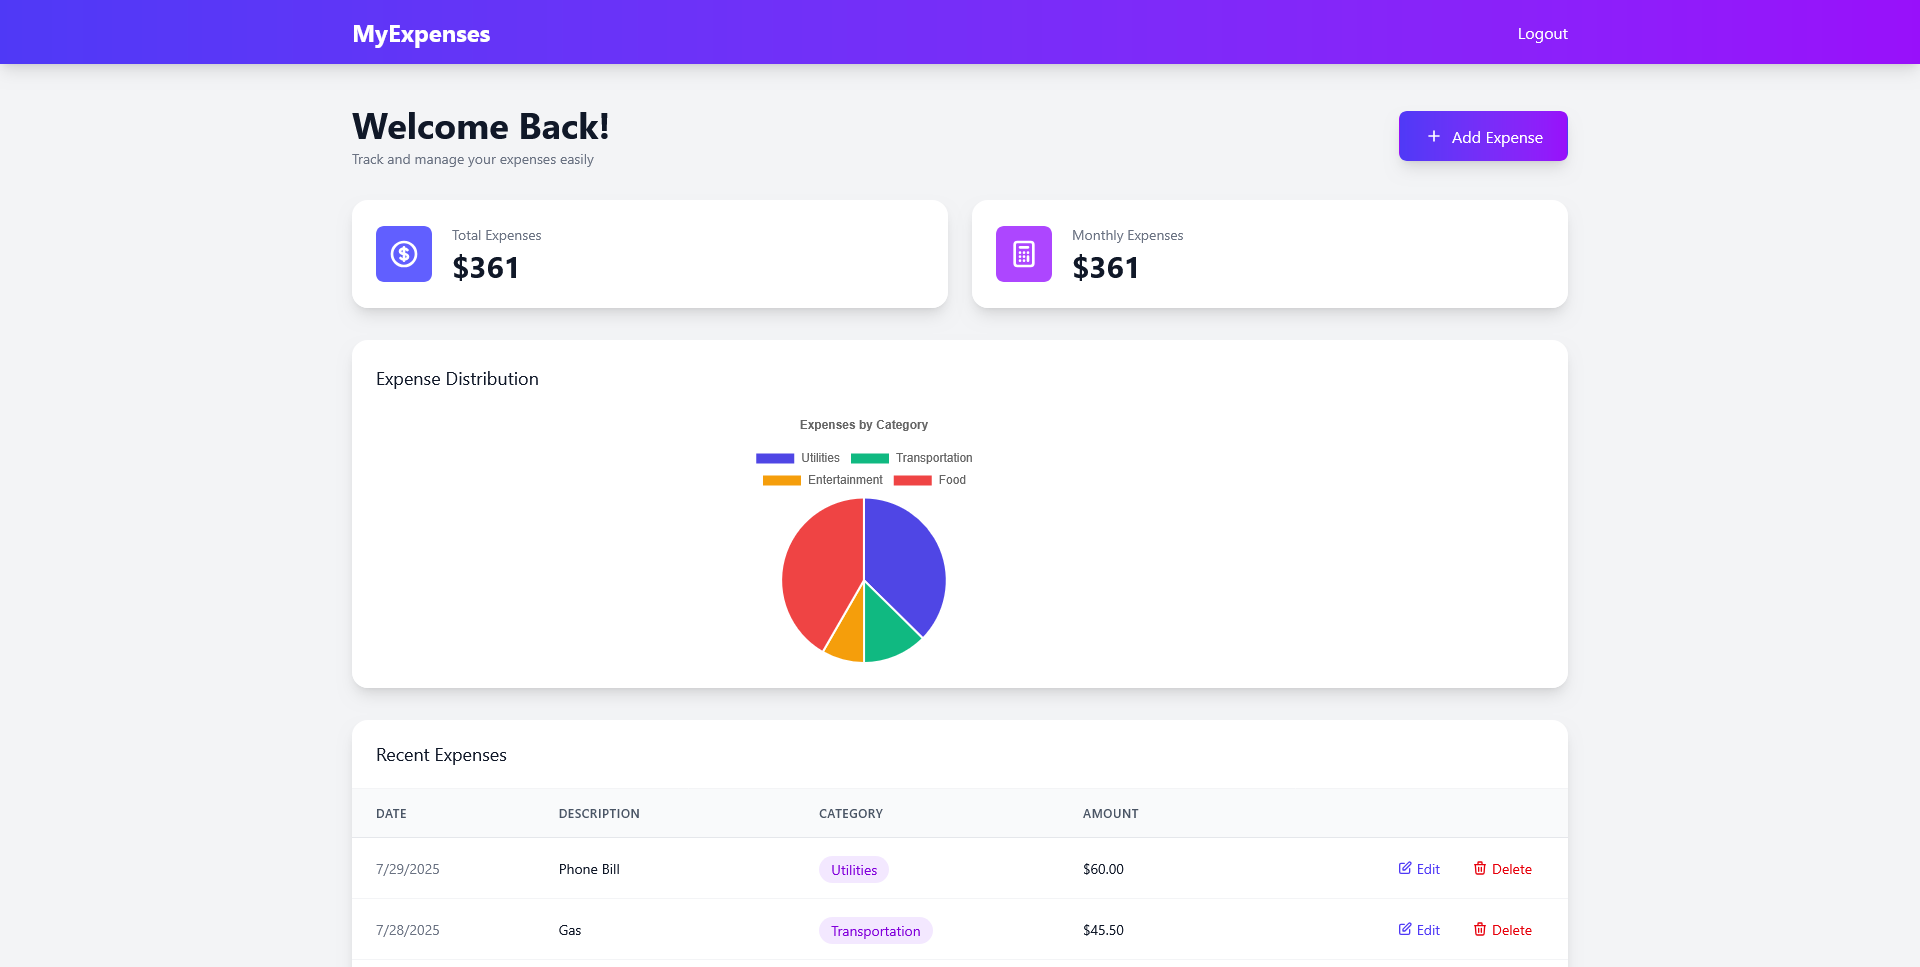 MyExpenses
Logout
Welcome Back!
Track and manage your expenses easily
Add Expense
Total Expenses
$361
Monthly Expenses
$361
Expense Distribution
Expenses by Category
Utilities Transportation
Entertainment Food
Recent Expenses
DATE DESCRIPTION CATEGORY AMOUNT
7/29/2025 Phone Bill Utilities $60.00 Edit Delete
7/28/2025 Gas Transportation $45.50 Edit Delete